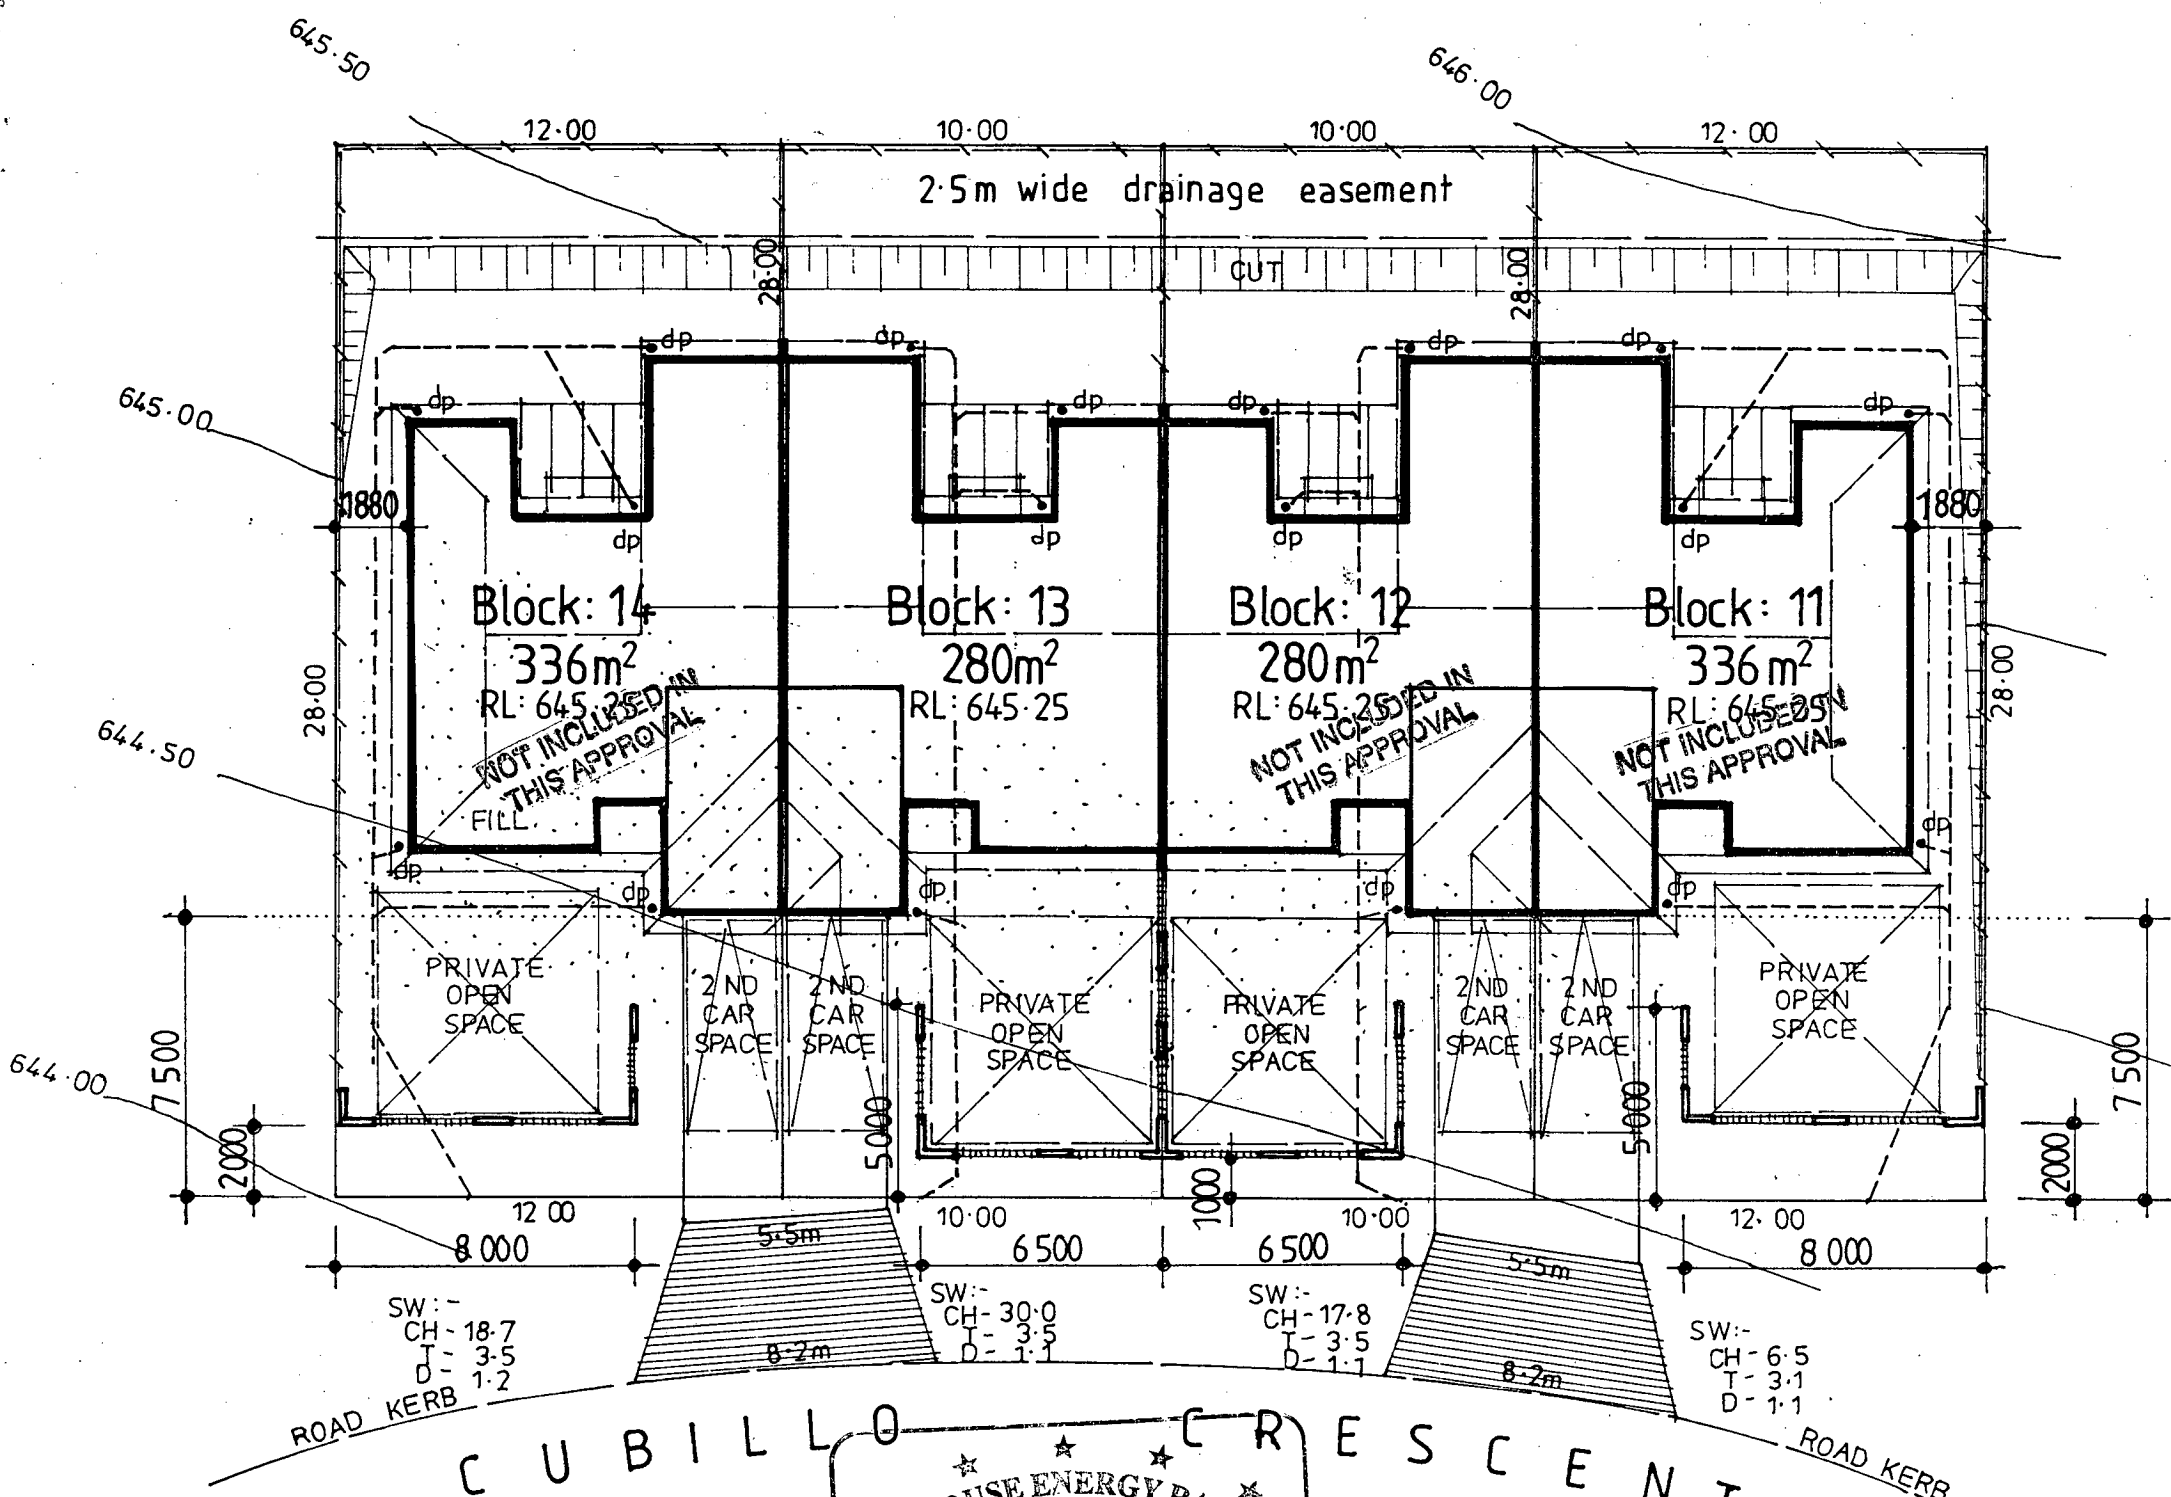 645.50
646.00
12.00
10.00
10.00
12.00
2.5m wide drainage easement
28.00
CUT
28.00
dp
dp
dp
dp
645.00
dp
dp
dp
dp
1880
1880
dp
dp
dp
dp
Block: 14
Block: 13
Block: 12
Block: 11
336m²
280m²
280m²
336m²
RL: 645.25
RL: 645.25
RL: 645.25
RL: 645.25
28.00
28.00
NOT INCLUDED IN
THIS APPROVAL
NOT INCLUDED IN
THIS APPROVAL
NOT INCLUDED IN
THIS APPROVAL
644.50
FILL
dp
dp
dp
dp
dp
dp
PRIVATE
OPEN
SPACE
2ND
CAR
SPACE
2ND
CAR
SPACE
PRIVATE
OPEN
SPACE
PRIVATE
OPEN
SPACE
2ND
CAR
SPACE
2ND
CAR
SPACE
PRIVATE
OPEN
SPACE
644.00
7500
2000
5000
1000
5000
2000
7500
12 00
10.00
10.00
12.00
8000
5.5m
6500
6500
5.5m
8000
SW:-
CH-18.7
T-3.5
D-1.2
8.2m
SW:-
CH-30.0
T-3.5
D-1.1
SW:-
CH-17.8
T-3.5
D-1.1
8.2m
SW:-
CH-6.5
T-3.1
D-1.1
ROAD KERB
ROAD KERB
CUBILLO CRESCENT
ENERGY